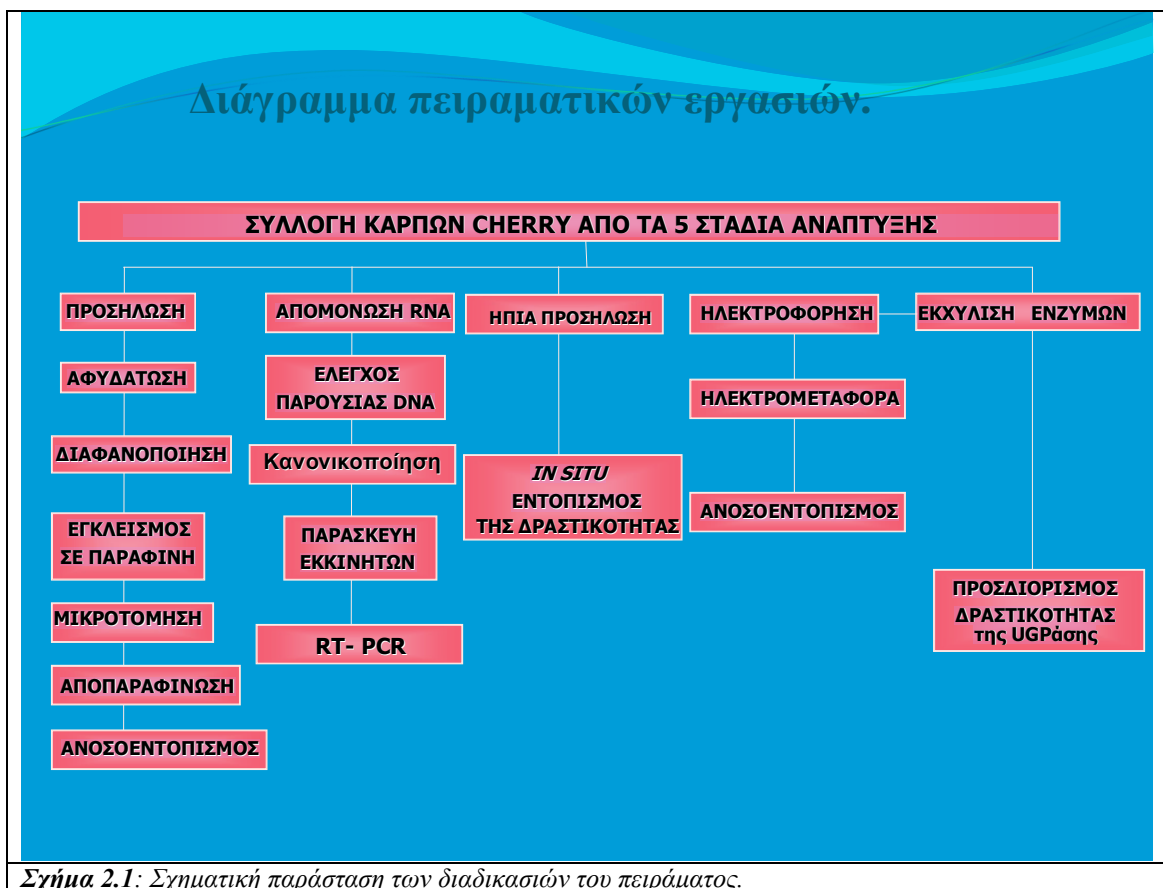 Διάγραμμα πειραματικών εργασιών.
ΣΥΛΛΟΓΗ ΚΑΡΠΩΝ CHERRY ΑΠΟ ΤΑ 5 ΣΤΑΔΙΑ ΑΝΑΠΤΥΞΗΣ
ΠΡΟΣΗΛΩΣΗ
ΑΦΥΔΑΤΩΣΗ
ΔΙΑΦΑΝΟΠΟΙΗΣΗ
ΕΓΚΛΕΙΣΜΟΣ
ΣΕ ΠΑΡΑΦΙΝΗ
ΜΙΚΡΟΤΟΜΗΣΗ
ΑΠΟΠΑΡΑΦΙΝΩΣΗ
ΑΝΟΣΟΕΝΤΟΠΙΣΜΟΣ
ΑΠΟΜΟΝΩΣΗ RNA
ΕΛΕΓΧΟΣ
ΠΑΡΟΥΣΙΑΣ DNA
Κανονικοποίηση
ΠΑΡΑΣΚΕΥΗ
ΕΚΚΙΝΗΤΩΝ
RT- PCR
ΗΠΙΑ ΠΡΟΣΗΛΩΣΗ
IN SITU
ΕΝΤΟΠΙΣΜΟΣ
ΤΗΣ ΔΡΑΣΤΙΚΟΤΗΤΑΣ
ΗΛΕΚΤΡΟΦΟΡΗΣΗ
ΗΛΕΚΤΡΟΜΕΤΑΦΟΡΑ
ΑΝΟΣΟΕΝΤΟΠΙΣΜΟΣ
ΕΚΧΥΛΙΣΗ ΕΝΖΥΜΩΝ
ΠΡΟΣΔΙΟΡΙΣΜΟΣ
ΔΡΑΣΤΙΚΟΤΗΤΑΣ
της UGPάσης
Σχήμα 2.1: Σχηματική παράσταση των διαδικασιών του πειράματος.